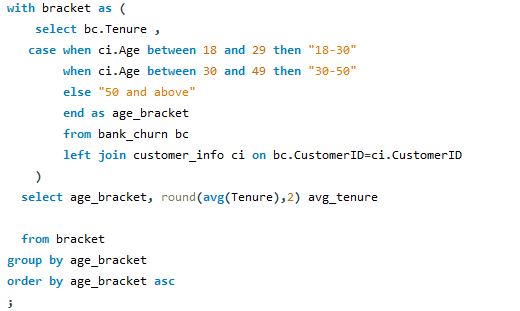 with bracket as (
select bc.Tenure ,
case when ci.Age between 18 and 29 then "18-30"
when ci.Age between 30 and 49 then "30-50"
else "50 and above"
end as age_bracket
from bank_churn bc
left join customer_info ci on bc.CustomerID=ci.CustomerID
)
select age_bracket, round(avg(Tenure),2) avg_tenure
from bracket
group by age_bracket
order by age_bracket asc
;